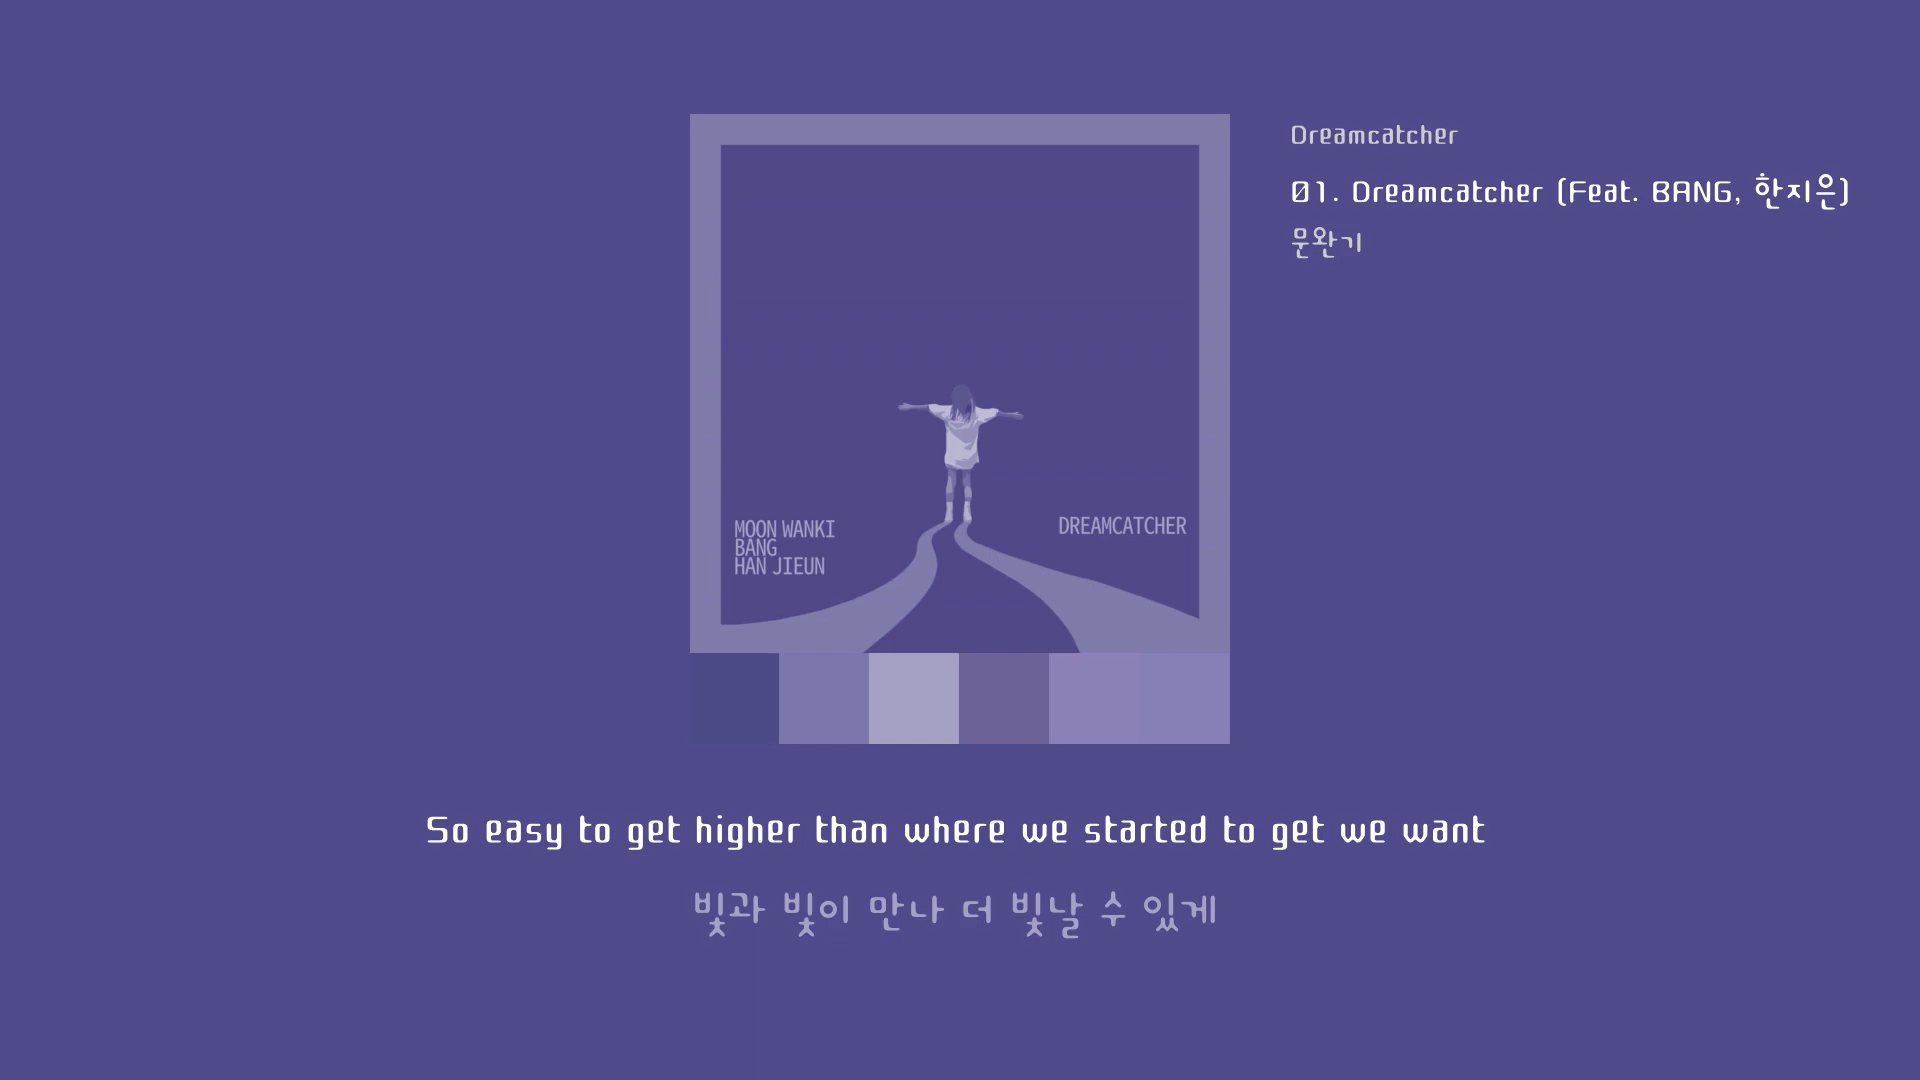 Dreamcatcher
01. Dreamcatcher (Feat. BANG, 한지은)
문완기
MOON WANKI
BANG
HAN JIEUN
DREAMCATCHER
So easy to get higher than where we started to get we want
빛과 빛이 만나 더 빛날 수 있게